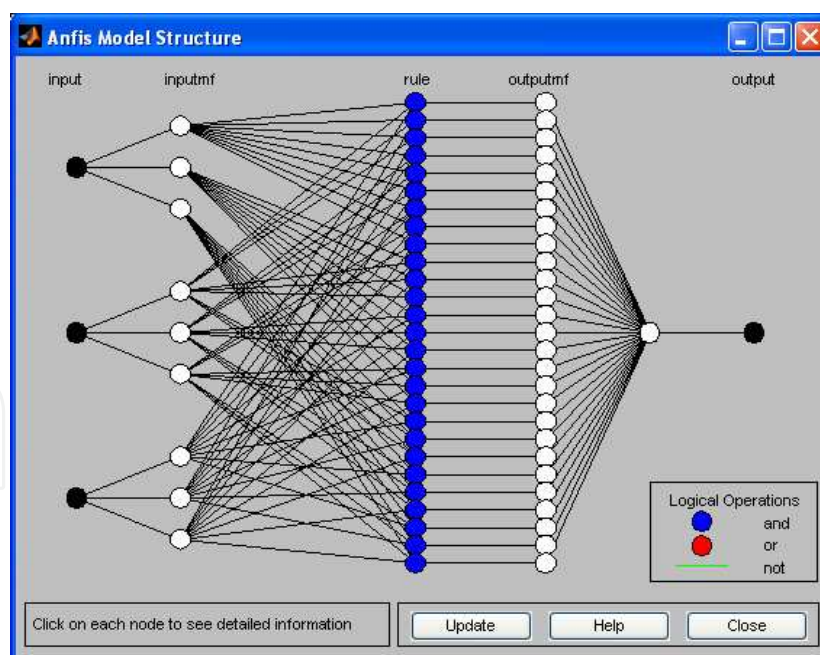 Anfis Model Structure
input inputmf rule outputmf output
Logical Operations
and
or
not
Click on each node to see detailed information
Update Help Close